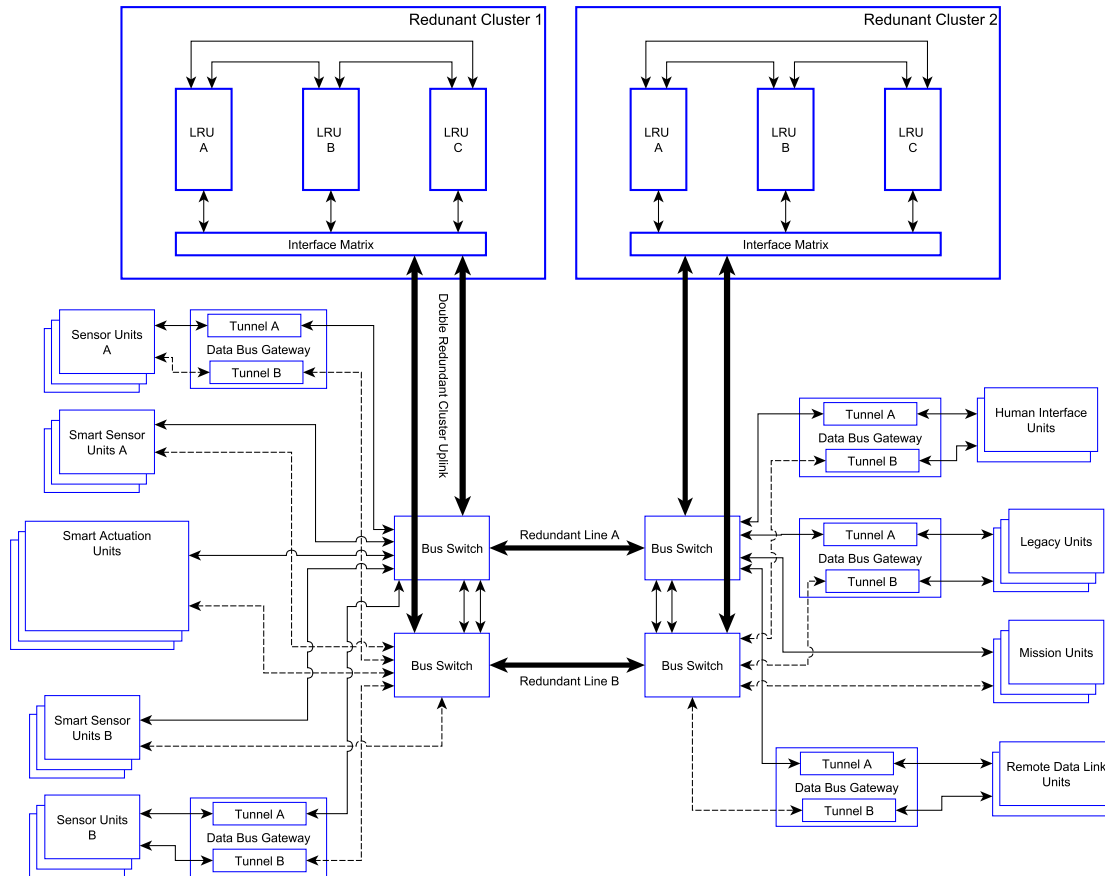 Redunant Cluster 1
LRU
A
LRU
B
LRU
C
Interface Matrix
Redunant Cluster 2
LRU
A
LRU
B
LRU
C
Interface Matrix
Double Redundant Cluster Uplink
Sensor Units
A
Tunnel A
Data Bus Gateway
Tunnel B
Smart Sensor
Units A
Smart Actuation
Units
Smart Sensor
Units B
Sensor Units
B
Tunnel A
Data Bus Gateway
Tunnel B
Bus Switch
Redundant Line A
Bus Switch
Bus Switch
Redundant Line B
Bus Switch
Tunnel A
Data Bus Gateway
Tunnel B
Human Interface
Units
Tunnel A
Data Bus Gateway
Tunnel B
Legacy Units
Mission Units
Tunnel A
Data Bus Gateway
Tunnel B
Remote Data Link
Units